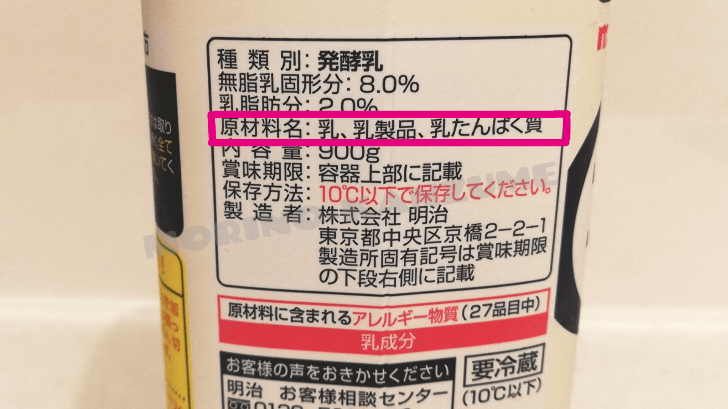 種類別：発酵乳
無脂乳固形分：8.0%
乳脂肪分：2.0%
原材料名：乳、乳製品、乳たんぱく質
内容量：900g
賞味期限：容器上部に記載
保存方法：10℃以下で保存してください。
製造者：株式会社 明治
東京都中央区京橋2-2-1
製造所固有記号は賞味期限
の下段右側に記載
原材料に含まれるアレルギー物質（27品目中）
乳成分
お客様の声をおきかせください
明治 お客様相談センター
要冷蔵
(10℃以下)